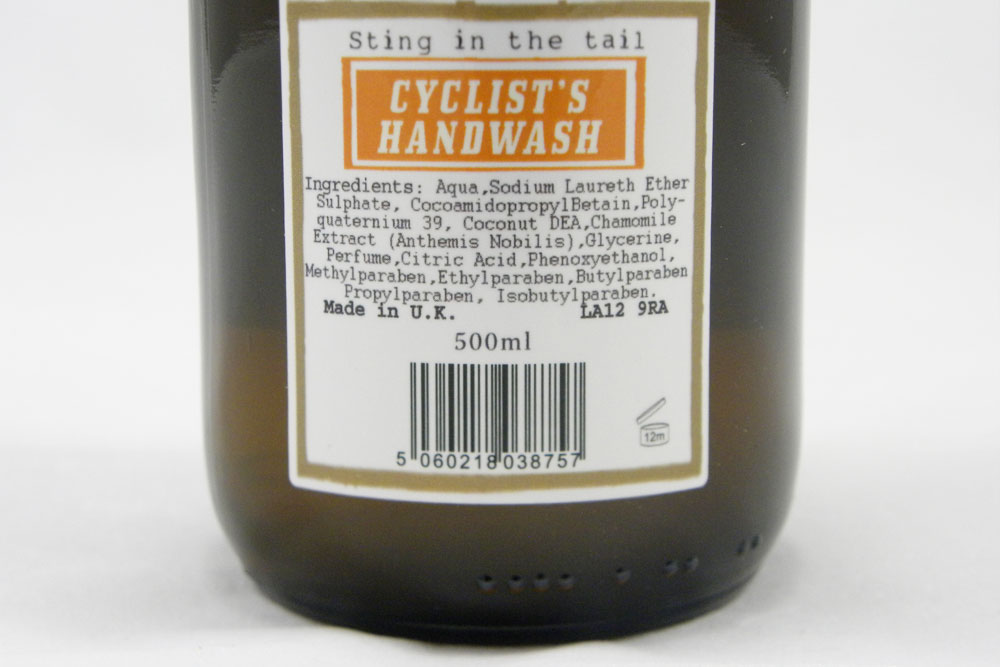 Sting in the tail
CYCLIST'S
HANDWASH
Ingredients: Aqua,Sodium Laureth Ether
Sulphate, CocoamidopropylBetain,Poly-
quaternium 39, Coconut DEA,Chamomile
Extract (Anthemis Nobilis),Glycerine,
Perfume,Citric Acid,Phenoxyethanol,
Methylparaben,Ethylparaben,Butylparaben
Propylparaben, Isobutylparaben.
Made in U.K. LA12 9RA
500ml
12m
5 060218 038757